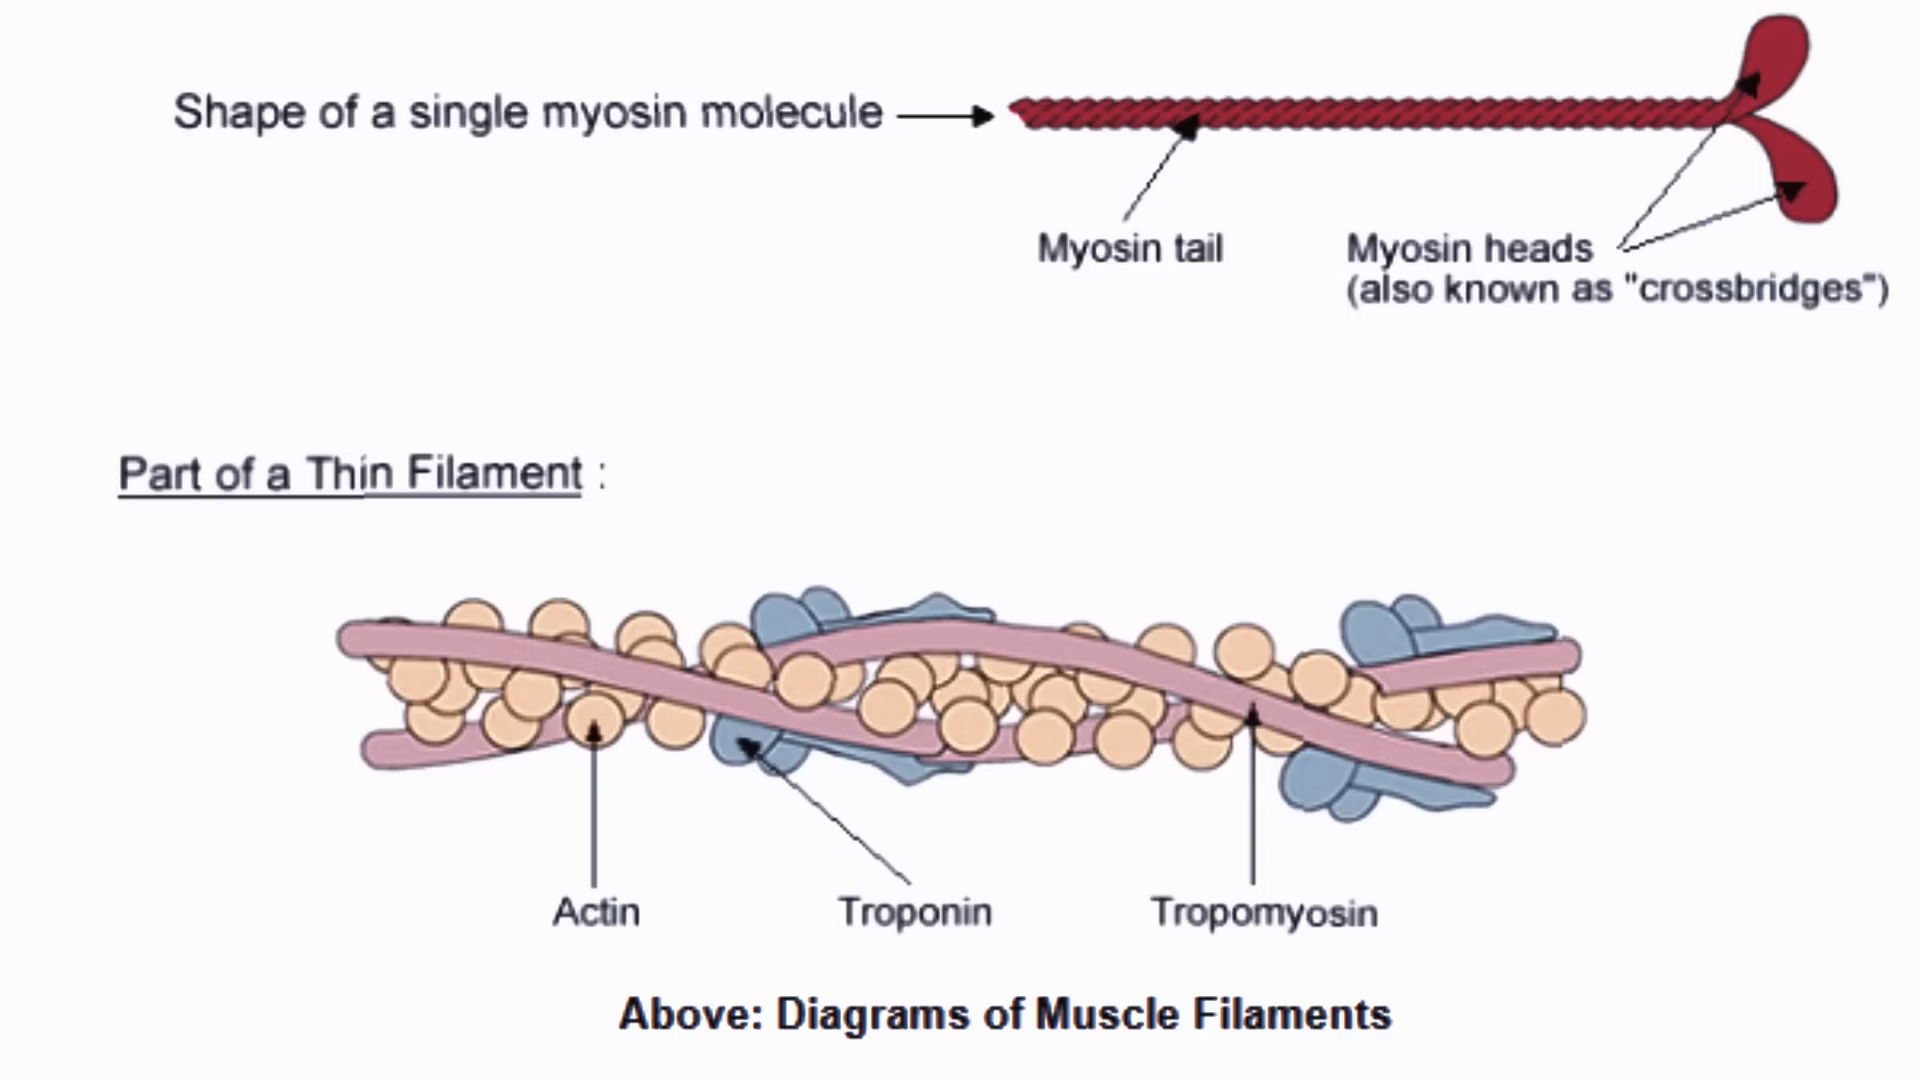 Shape of a single myosin molecule
Myosin tail
Myosin heads
(also known as "crossbridges")
Part of a Thin Filament :
Actin
Troponin
Tropomyosin
Above: Diagrams of Muscle Filaments